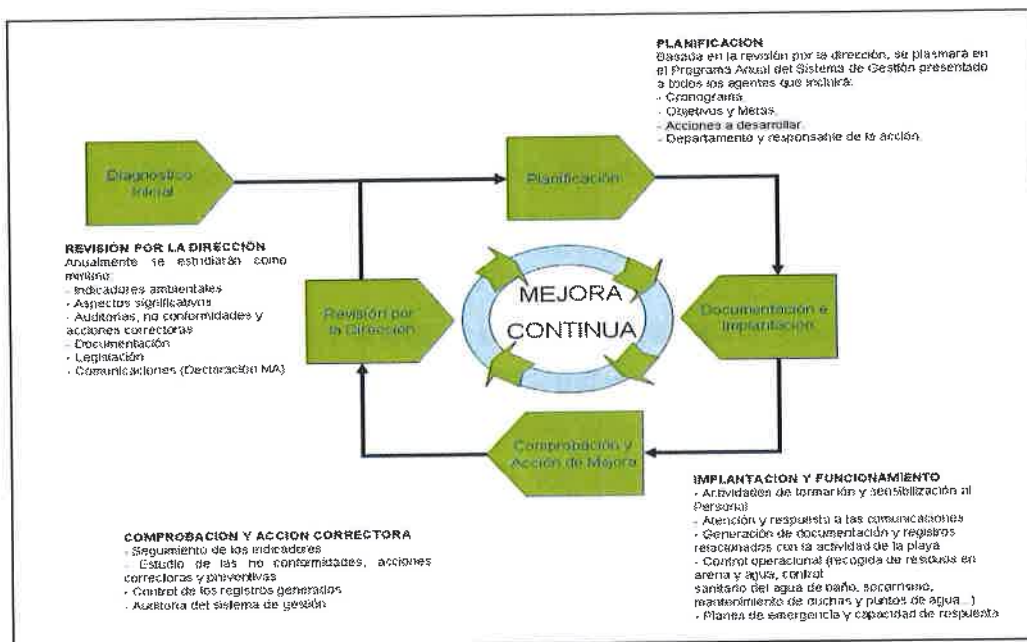 PLANIFICACION
Basada en la revisión por la dirección, se plasmará en
el Programa Anual del Sistema de Gestión presentado
a todos los agentes que incluirá:
- Cronograma,
- Objetivos y Metas,
- Acciones a desarrollar,
- Departamento y responsable de la acción.
Diagnostico
Inicial
Planificación
REVISIÓN POR LA DIRECCIÓN
Anualmente se estudiarán como
mínimo:
- Indicadores ambientales
- Aspectos significativos
- Auditorias, no conformidades y
acciones correctoras
- Documentación
- Legislación
- Comunicaciones (Declaración MA)
Revisión por
la Dirección
MEJORA
CONTINUA
Documentación e
Implantación
Comprobación y
Acción de Mejora
IMPLANTACION Y FUNCIONAMIENTO
- Actividades de formación y sensibilización al
Personal
- Atención y respuesta a las comunicaciones
- Generación de documentación y registros
relacionados con la actividad de la playa
- Control operacional (recogida de residuos en
arena y agua, control
sanitario del agua de baño, socorrismo,
mantenimiento de duchas y puntos de agua...)
- Planes de emergencia y capacidad de respuesta
COMPROBACION Y ACCION CORRECTORA
- Seguimiento de los indicadores
- Estudio de las no conformidades, acciones
correctoras y preventivas
- Control de los registros generados
- Auditoria del sistema de gestión